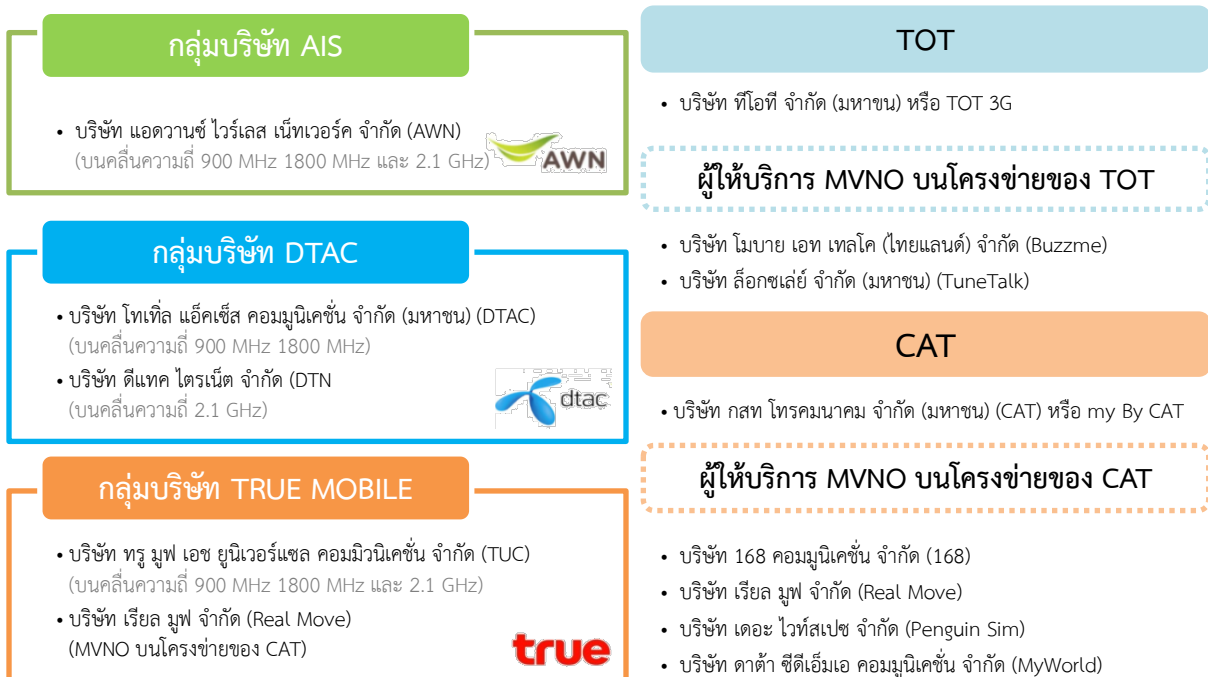 กลุ่มบริษัท AIS
• บริษัท แอดวานซ์ ไวร์เลส เน็ทเวอร์ค จำกัด (AWN)
(บนคลื่นความถี่ 900 MHz 1800 MHz และ 2.1 GHz)
AWN
กลุ่มบริษัท DTAC
• บริษัท โทเทิ่ล แอ็คเซ็ส คอมมูนิเคชั่น จำกัด (มหาชน) (DTAC)
(บนคลื่นความถี่ 900 MHz 1800 MHz)
• บริษัท ดีแทค ไตรเน็ต จำกัด (DTN
(บนคลื่นความถี่ 2.1 GHz)
dtac
กลุ่มบริษัท TRUE MOBILE
• บริษัท ทรู มูฟ เอช ยูนิเวอร์แซล คอมมิวนิเคชั่น จำกัด (TUC)
(บนคลื่นความถี่ 900 MHz 1800 MHz และ 2.1 GHz)
• บริษัท เรียล มูฟ จำกัด (Real Move)
(MVNO บนโครงข่ายของ CAT)
true
TOT
• บริษัท ทีโอที จำกัด (มหาขน) หรือ TOT 3G
ผู้ให้บริการ MVNO บนโครงข่ายของ TOT
• บริษัท โมบาย เอท เทลโค (ไทยแลนด์) จำกัด (Buzzme)
• บริษัท ล็อกซเล่ย์ จำกัด (มหาชน) (TuneTalk)
CAT
• บริษัท กสท โทรคมนาคม จำกัด (มหาชน) (CAT) หรือ my By CAT
ผู้ให้บริการ MVNO บนโครงข่ายของ CAT
• บริษัท 168 คอมมูนิเคชั่น จำกัด (168)
• บริษัท เรียล มูฟ จำกัด (Real Move)
• บริษัท เดอะ ไวท์สเปซ จำกัด (Penguin Sim)
• บริษัท ดาต้า ซีดีเอ็มเอ คอมมูนิเคชั่น จำกัด (MyWorld)